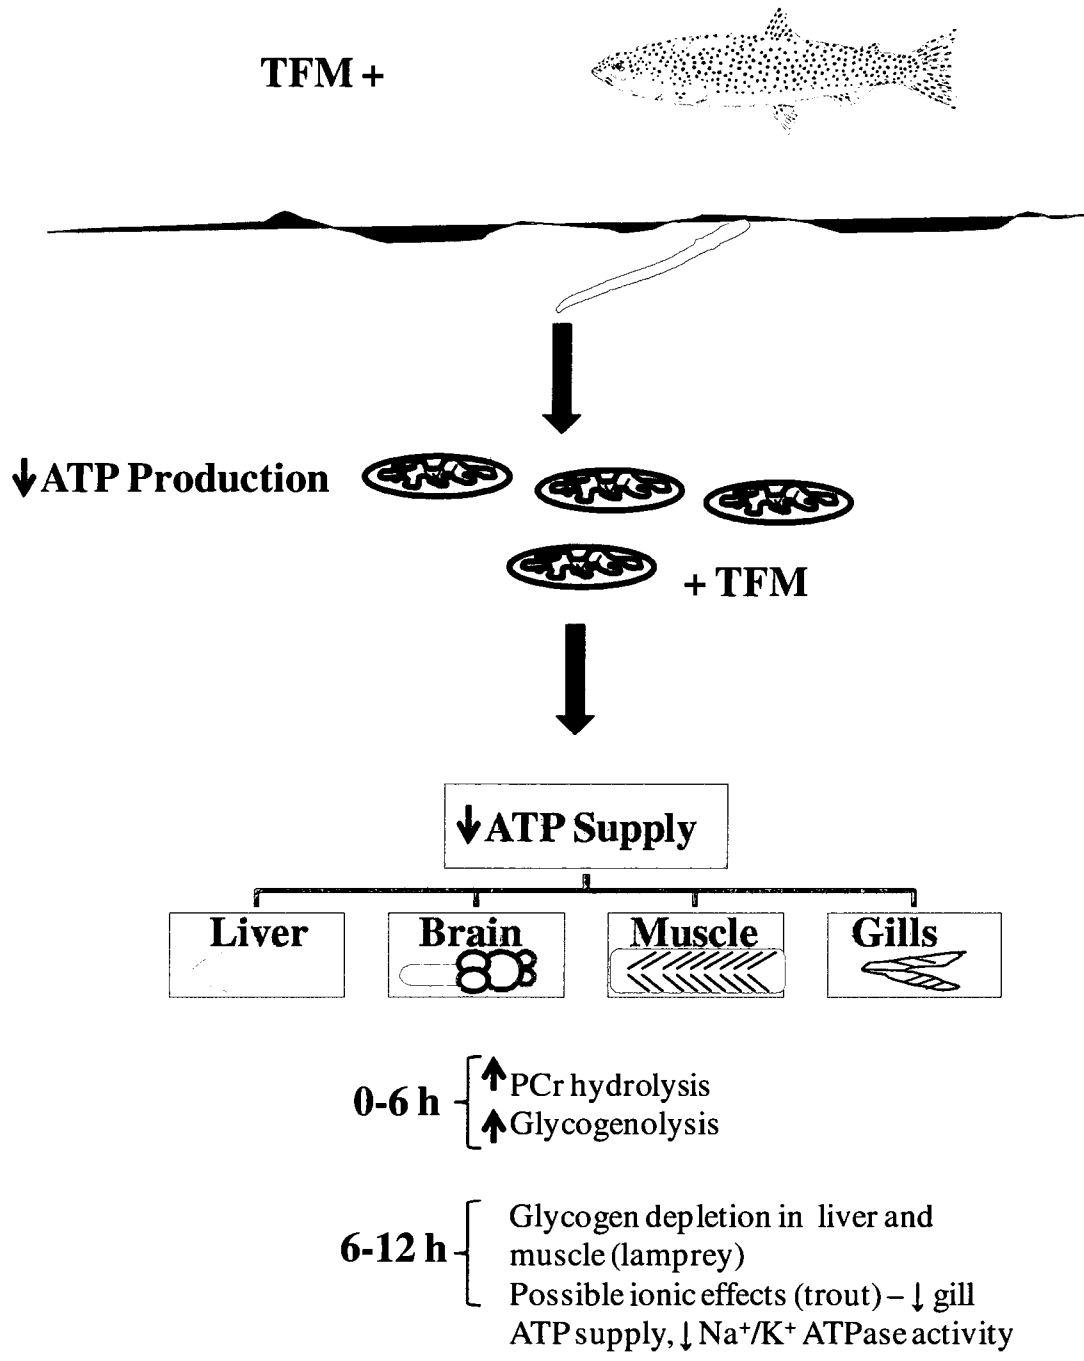 TFM +
↓ ATP Production
+ TFM
↓ ATP Supply
Liver
Brain
Muscle
Gills
0-6 h
↑ PCr hydrolysis
↑ Glycogenolysis
6-12 h
Glycogen depletion in liver and
muscle (lamprey)
Possible ionic effects (trout) – ↓ gill
ATP supply, ↓ Na⁺/K⁺ ATPase activity